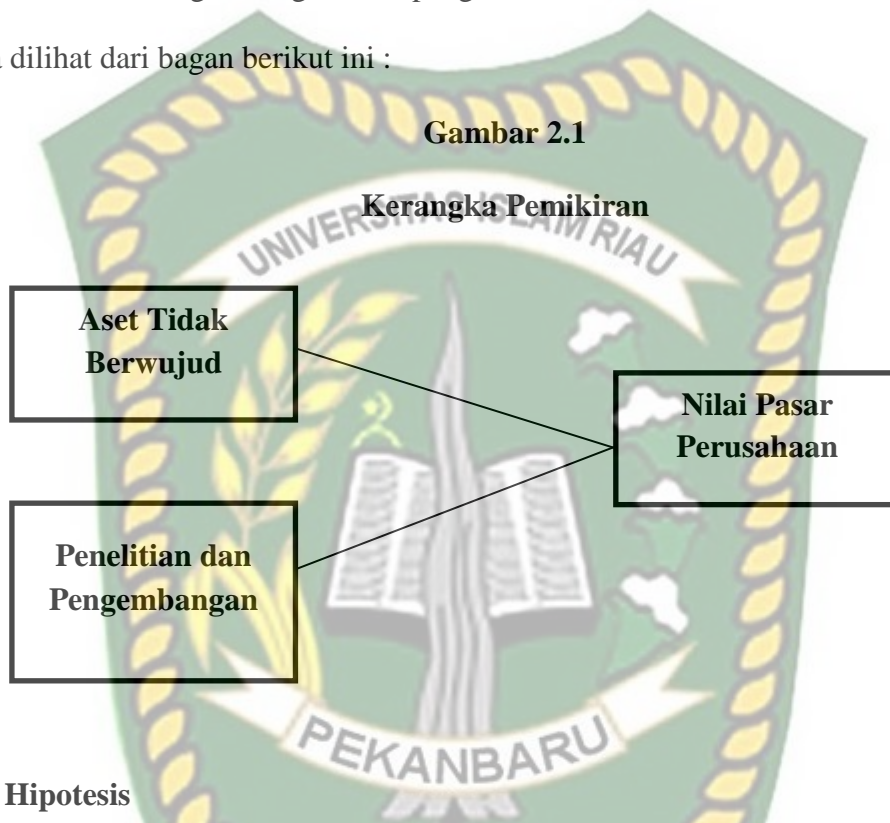 dilihat dari bagan berikut ini :
Gambar 2.1
Kerangka Pemikiran
UNIVERSITAS ISLAM RIAU
Aset Tidak
Berwujud
Nilai Pasar
Perusahaan
Penelitian dan
Pengembangan
PEKANBARU
Hipotesis